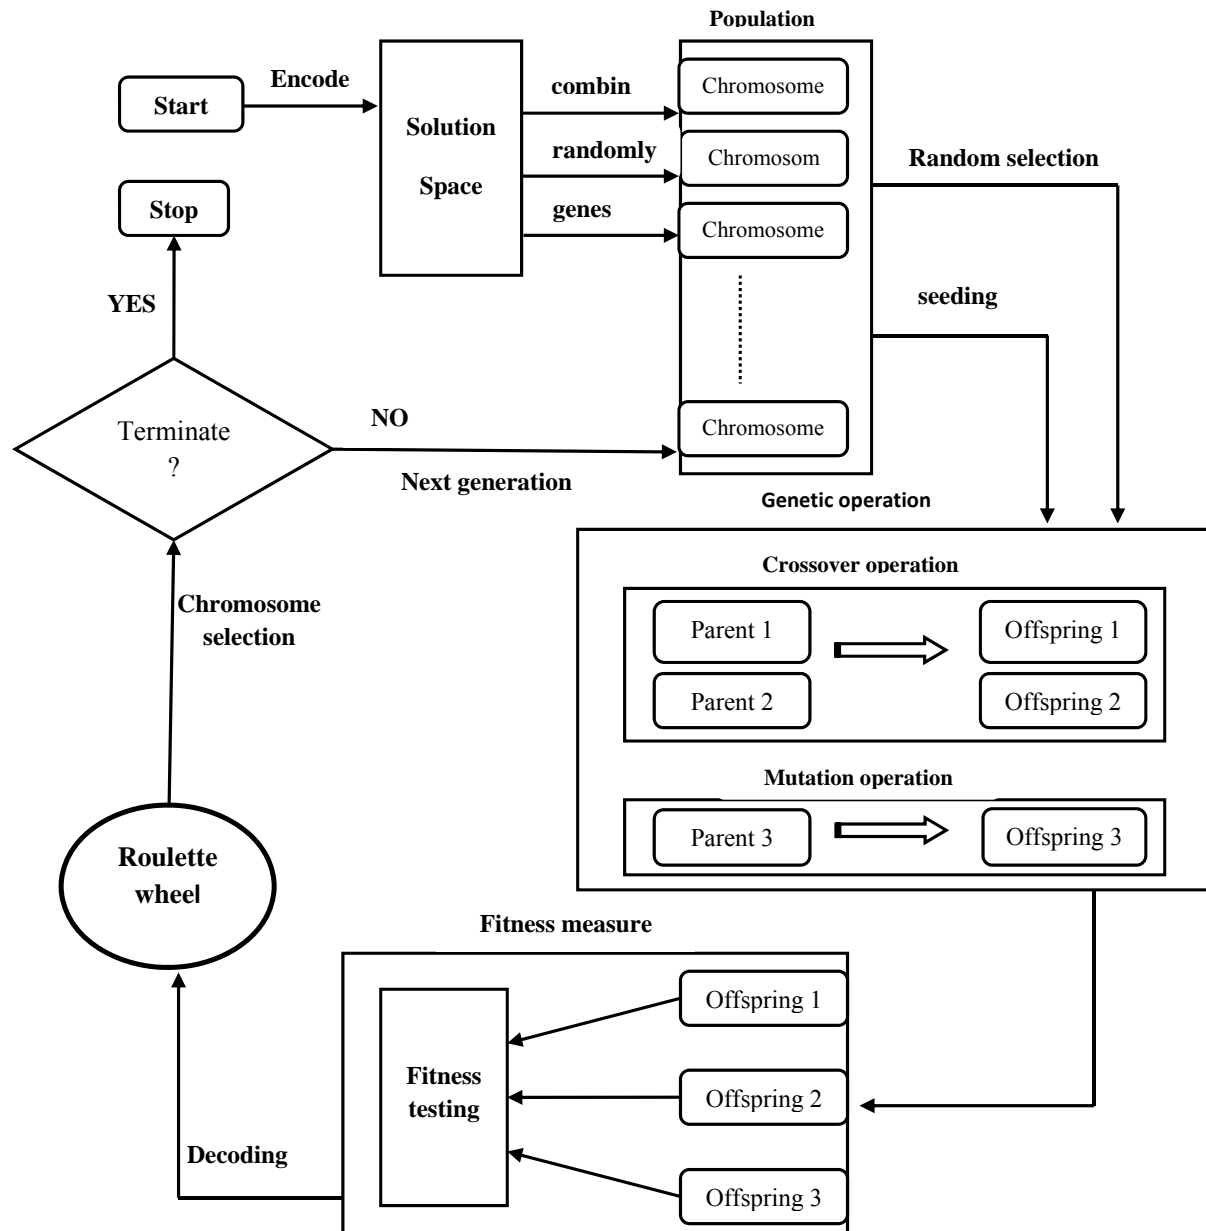 Population
Start
Encode
Solution
Space
combin
randomly
genes
Chromosome
Chromosom
Chromosome
Chromosome
Random selection
seeding
Stop
YES
Terminate
?
NO
Next generation
Genetic operation
Crossover operation
Parent 1
Offspring 1
Parent 2
Offspring 2
Mutation operation
Parent 3
Offspring 3
Chromosome
selection
Roulette
wheel
Fitness measure
Fitness
testing
Offspring 1
Offspring 2
Offspring 3
Decoding